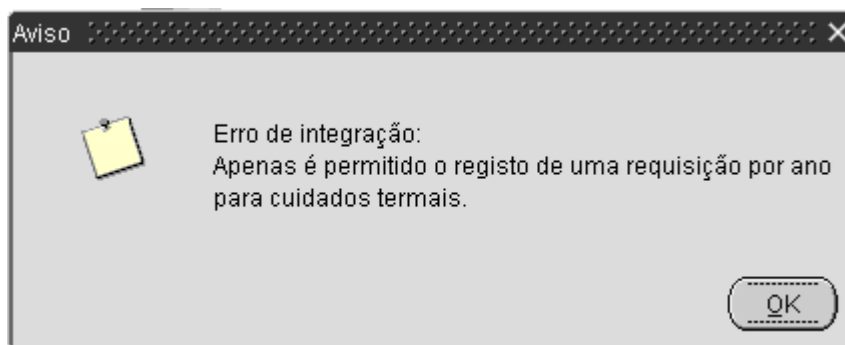 Aviso
Erro de integração:
Apenas é permitido o registo de uma requisição por ano
para cuidados termais.
OK